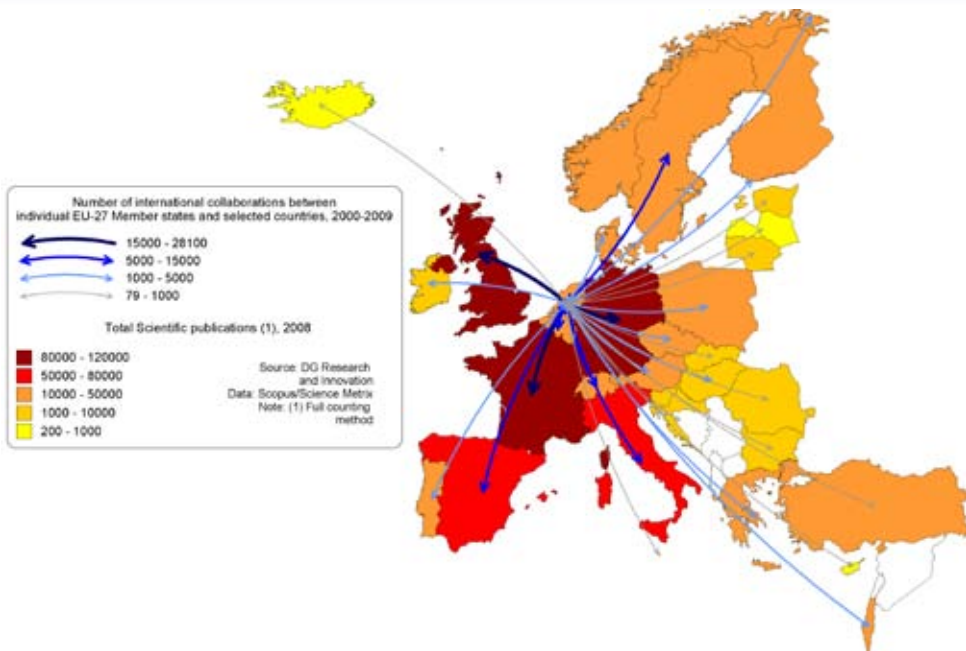 Number of international collaborations between
individual EU-27 Member states and selected countries, 2000-2009
15000 - 28100
5000 - 15000
1000 - 5000
79 - 1000
Total Scientific publications (1), 2008
80000 - 120000
50000 - 80000
10000 - 50000
1000 - 10000
200 - 1000
Source: DG Research
and Innovation
Data: Scopus/Science Metrix
Note: (1) Full counting
method